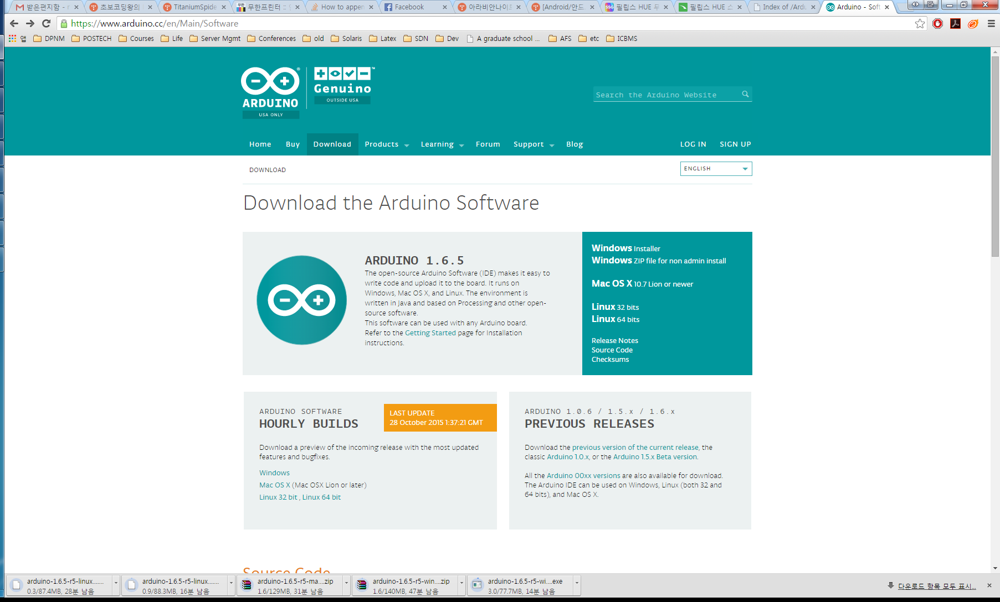 받은편지함 - r
초보코딩왕의
TitaniumSpide
무한프린터 ::
How to appen
Facebook
아라비안나이트
[Android/안드
필립스 HUE 무
필립스 HUE 스
Index of /Ardu
Arduino - Soft
https://www.arduino.cc/en/Main/Software
앱 DPNM POSTECH Courses Life Server Mgmt Conferences old Solaris Latex SDN Dev A graduate school ... AFS etc ICBMS
ARDUINO
USA ONLY
Genuino
OUTSIDE USA
Search the Arduino Website
Home Buy Download Products Learning Forum Support Blog LOG IN SIGN UP
DOWNLOAD
ENGLISH
Download the Arduino Software
ARDUINO 1.6.5
The open-source Arduino Software (IDE) makes it easy to
write code and upload it to the board. It runs on
Windows, Mac OS X, and Linux. The environment is
written in Java and based on Processing and other open-
source software.
This software can be used with any Arduino board.
Refer to the Getting Started page for Installation
instructions.
Windows Installer
Windows ZIP file for non admin install
Mac OS X 10.7 Lion or newer
Linux 32 bits
Linux 64 bits
Release Notes
Source Code
Checksums
ARDUINO SOFTWARE
HOURLY BUILDS
LAST UPDATE
28 October 2015 1:37:21 GMT
Download a preview of the incoming release with the most updated
features and bugfixes.
Windows
Mac OS X (Mac OSX Lion or later)
Linux 32 bit , Linux 64 bit
ARDUINO 1.0.6 / 1.5.x / 1.6.x
PREVIOUS RELEASES
Download the previous version of the current release, the
classic Arduino 1.0.x, or the Arduino 1.5.x Beta version.
All the Arduino 00xx versions are also available for download.
The Arduino IDE can be used on Windows, Linux (both 32 and
64 bits), and Mac OS X.
Source Code
arduino-1.6.5-r5-linux.......
0.3/87.4MB, 28분 남음
arduino-1.6.5-r5-linux.......
0.9/88.3MB, 16분 남음
arduino-1.6.5-r5-ma....zip
1.6/129MB, 31분 남음
arduino-1.6.5-r5-win....zip
1.6/140MB, 47분 남음
arduino-1.6.5-r5-wi....exe
3.0/77.7MB, 14분 남음
다운로드 항목 모두 표시...